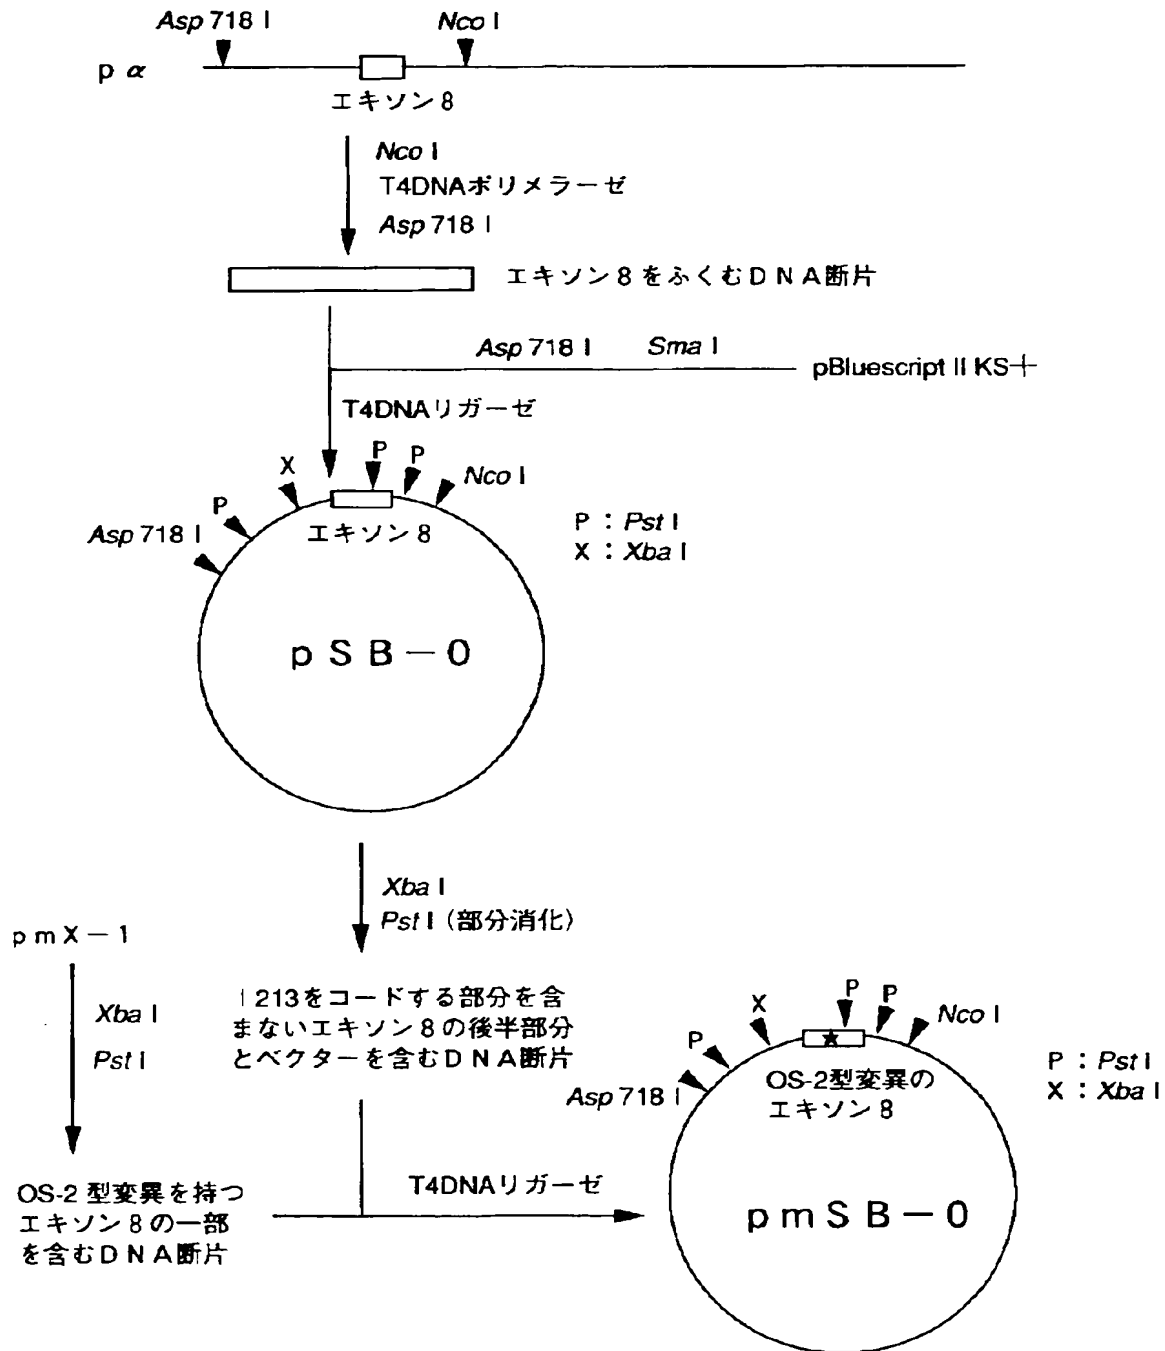 Asp 718 I
Nco I
p α
エキソン8
Nco I
T4DNAポリメラーゼ
Asp 718 I
エキソン8をふくむDNA断片
Asp 718 I Sma I
pBluescript II KS+
T4DNAリガーゼ
P
P
X
Nco I
P
エキソン8
Asp 718 I
P : Pst I
X : Xba I
pSB-0
Xba I
Pst I (部分消化)
pmX-1
Xba I
Pst I
I 213をコードする部分を含
まないエキソン8の後半部分
とベクターを含むDNA断片
P
P
X
Nco I
P
OS-2型変異の
エキソン8
Asp 718 I
P : Pst I
X : Xba I
OS-2型変異を持つ
エキソン8の一部
を含むDNA断片
T4DNAリガーゼ
pmSB-0